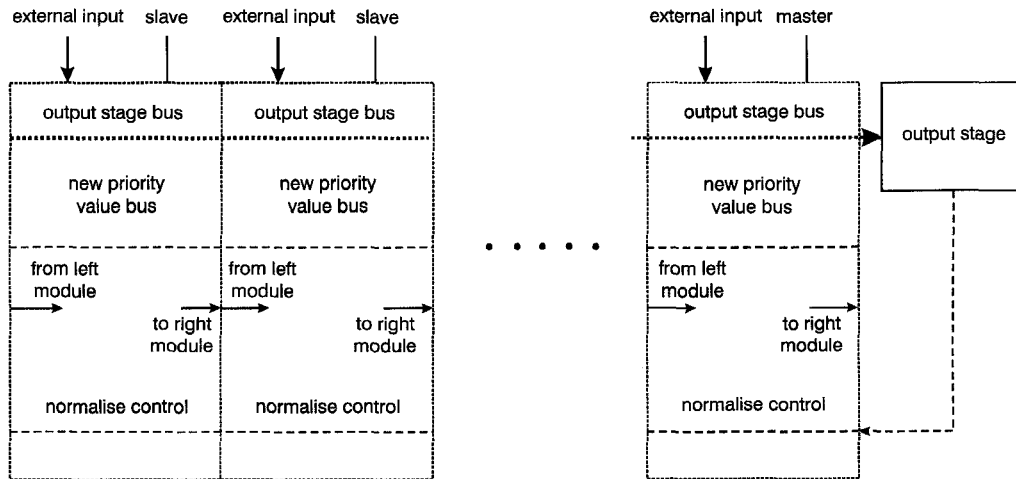 external input
slave
external input
slave
external input
master
output stage bus
output stage bus
output stage bus
output stage
new priority
value bus
new priority
value bus
new priority
value bus
from left
module
from left
module
from left
module
to right
module
to right
module
to right
module
normalise control
normalise control
normalise control